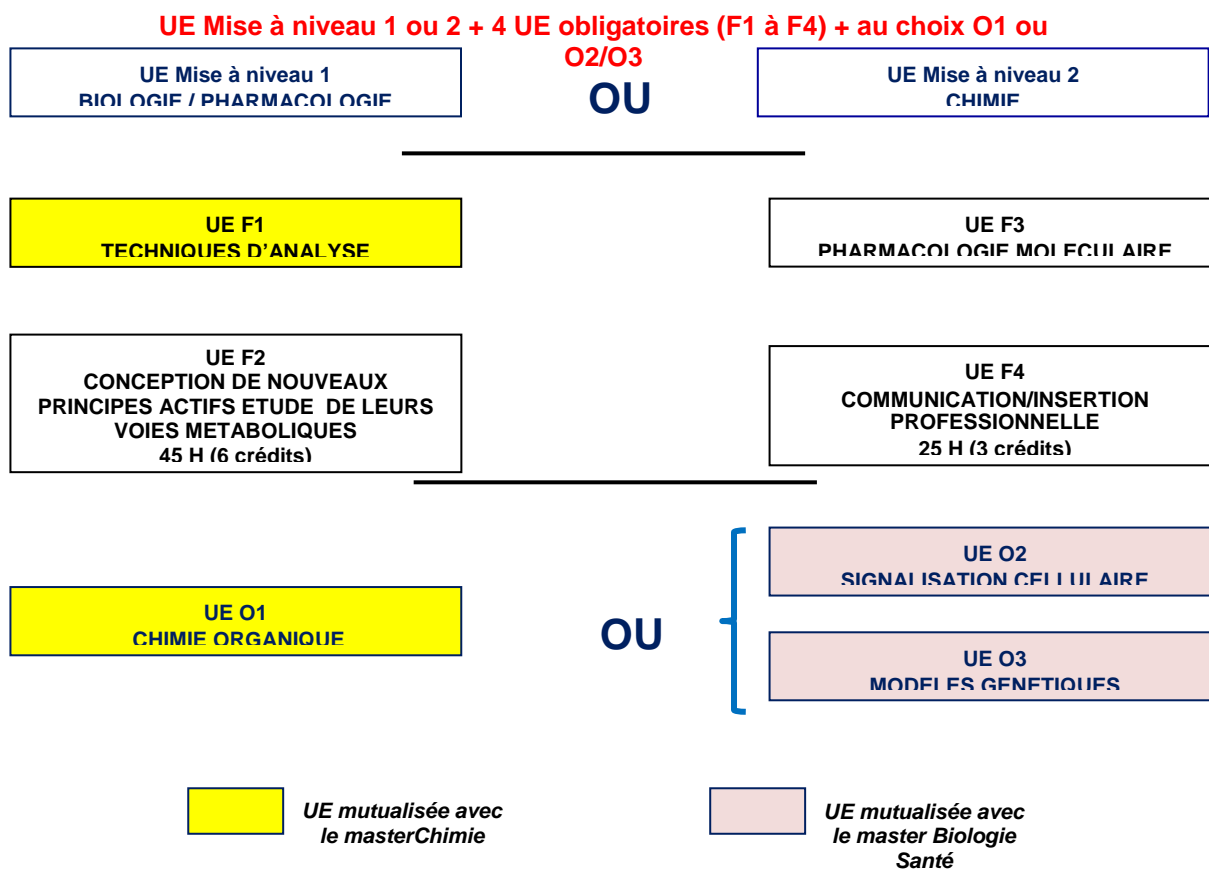 UE Mise à niveau 1 ou 2 + 4 UE obligatoires (F1 à F4) + au choix O1 ou
O2/O3
UE Mise à niveau 1
BIOLOGIE / PHARMACOLOGIE
OU
UE Mise à niveau 2
CHIMIE
UE F1
TECHNIQUES D'ANALYSE
UE F3
PHARMACOLOGIE MOLECULAIRE
UE F2
CONCEPTION DE NOUVEAUX
PRINCIPES ACTIFS ETUDE DE LEURS
VOIES METABOLIQUES
45 H (6 crédits)
UE F4
COMMUNICATION/INSERTION
PROFESSIONNELLE
25 H (3 crédits)
UE O1
CHIMIE ORGANIQUE
OU
UE O2
SIGNALISATION CELLULAIRE
UE O3
MODELES GENETIQUES
UE mutualisée avec
le masterChimie
UE mutualisée avec
le master Biologie
Santé